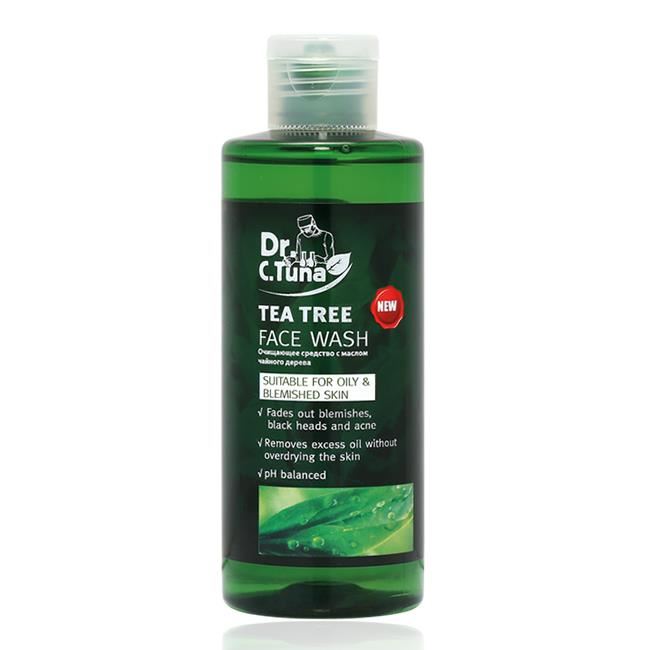 Dr.
C.Tuna
TEA TREE
NEW
FACE WASH
Очищающее средство с маслом
чайного дерева
SUITABLE FOR OILY &
BLEMISHED SKIN
√ Fades out blemishes,
black heads and acne
√ Removes excess oil without
overdrying the skin
√ pH balanced